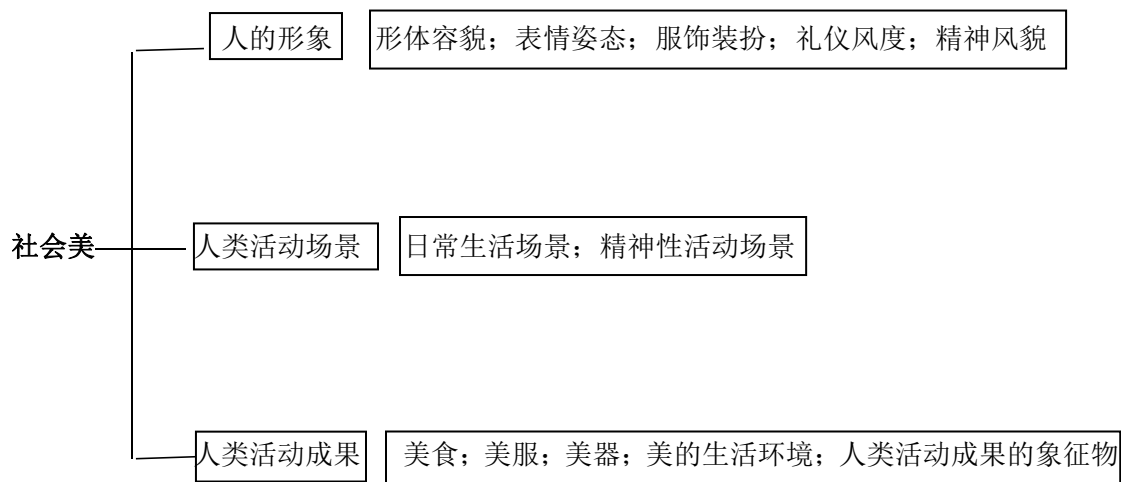 人的形象 形体容貌；表情姿态；服饰装扮；礼仪风度；精神风貌
社会美 人类活动场景 日常生活场景；精神性活动场景
人类活动成果 美食；美服；美器；美的生活环境；人类活动成果的象征物